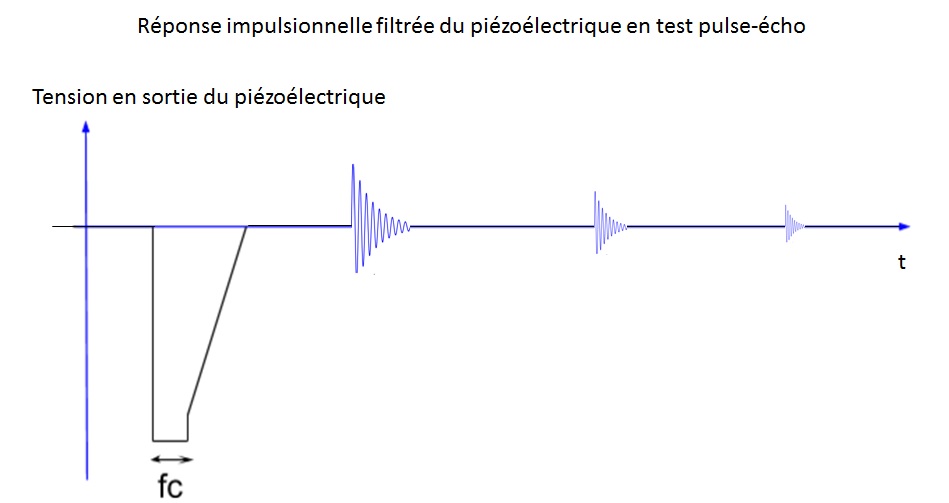 Réponse impulsionnelle filtrée du piézoélectrique en test pulse-écho
Tension en sortie du piézoélectrique
t
fc